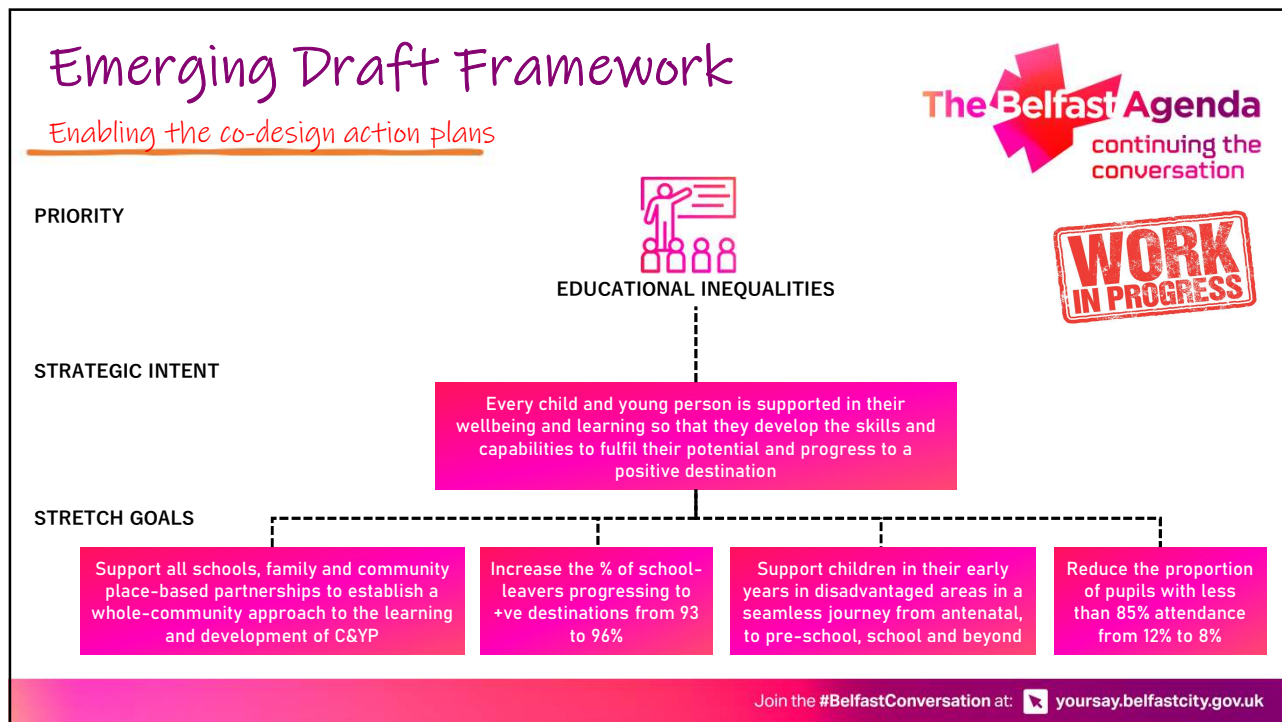 Emerging Draft Framework
Enabling the co-design action plans
The Belfast Agenda
continuing the
conversation
PRIORITY
WORK
IN PROGRESS
EDUCATIONAL INEQUALITIES
STRATEGIC INTENT
Every child and young person is supported in their
wellbeing and learning so that they develop the skills and
capabilities to fulfil their potential and progress to a
positive destination
STRETCH GOALS
Support all schools, family and community
place-based partnerships to establish a
whole-community approach to the learning
and development of C&YP
Increase the % of school-
leavers progressing to
+ve destinations from 93
to 96%
Support children in their early
years in disadvantaged areas in a
seamless journey from antenatal,
to pre-school, school and beyond
Reduce the proportion
of pupils with less
than 85% attendance
from 12% to 8%
Join the #BelfastConversation at: yoursay.belfastcity.gov.uk